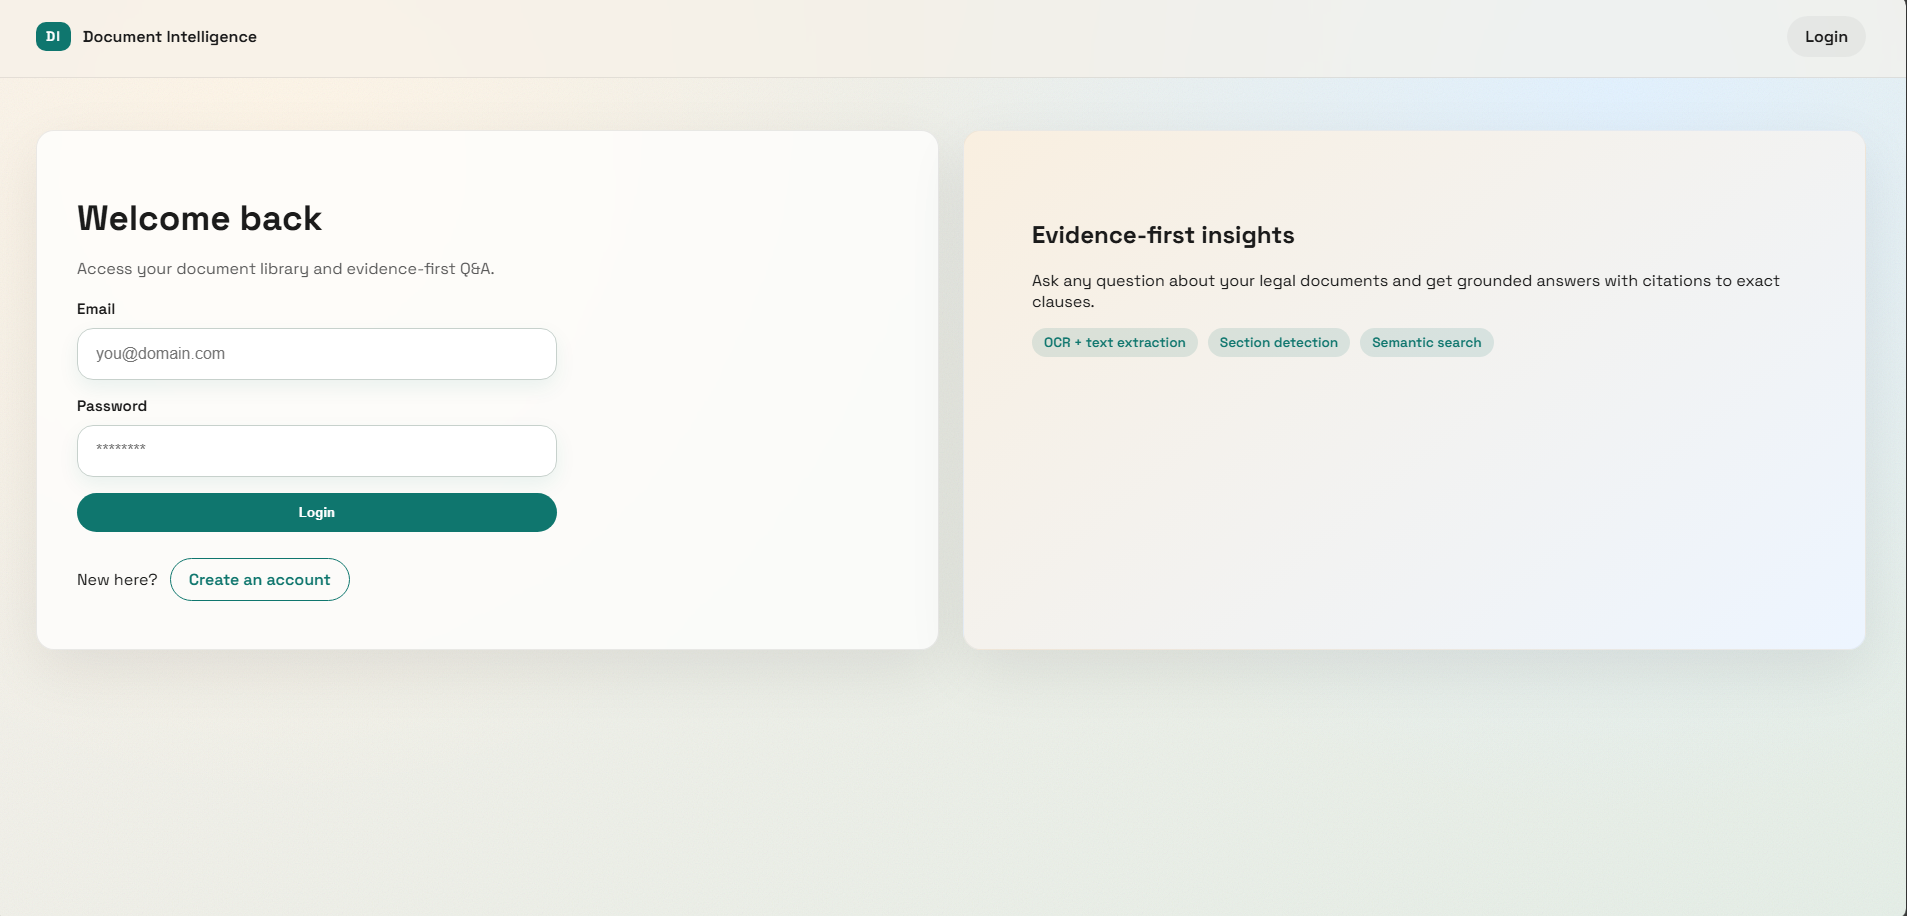 DI Document Intelligence
Login
Welcome back
Access your document library and evidence-first Q&A.
Email
you@domain.com
Password
********
Login
New here? Create an account
Evidence-first insights
Ask any question about your legal documents and get grounded answers with citations to exact
clauses.
OCR + text extraction Section detection Semantic search